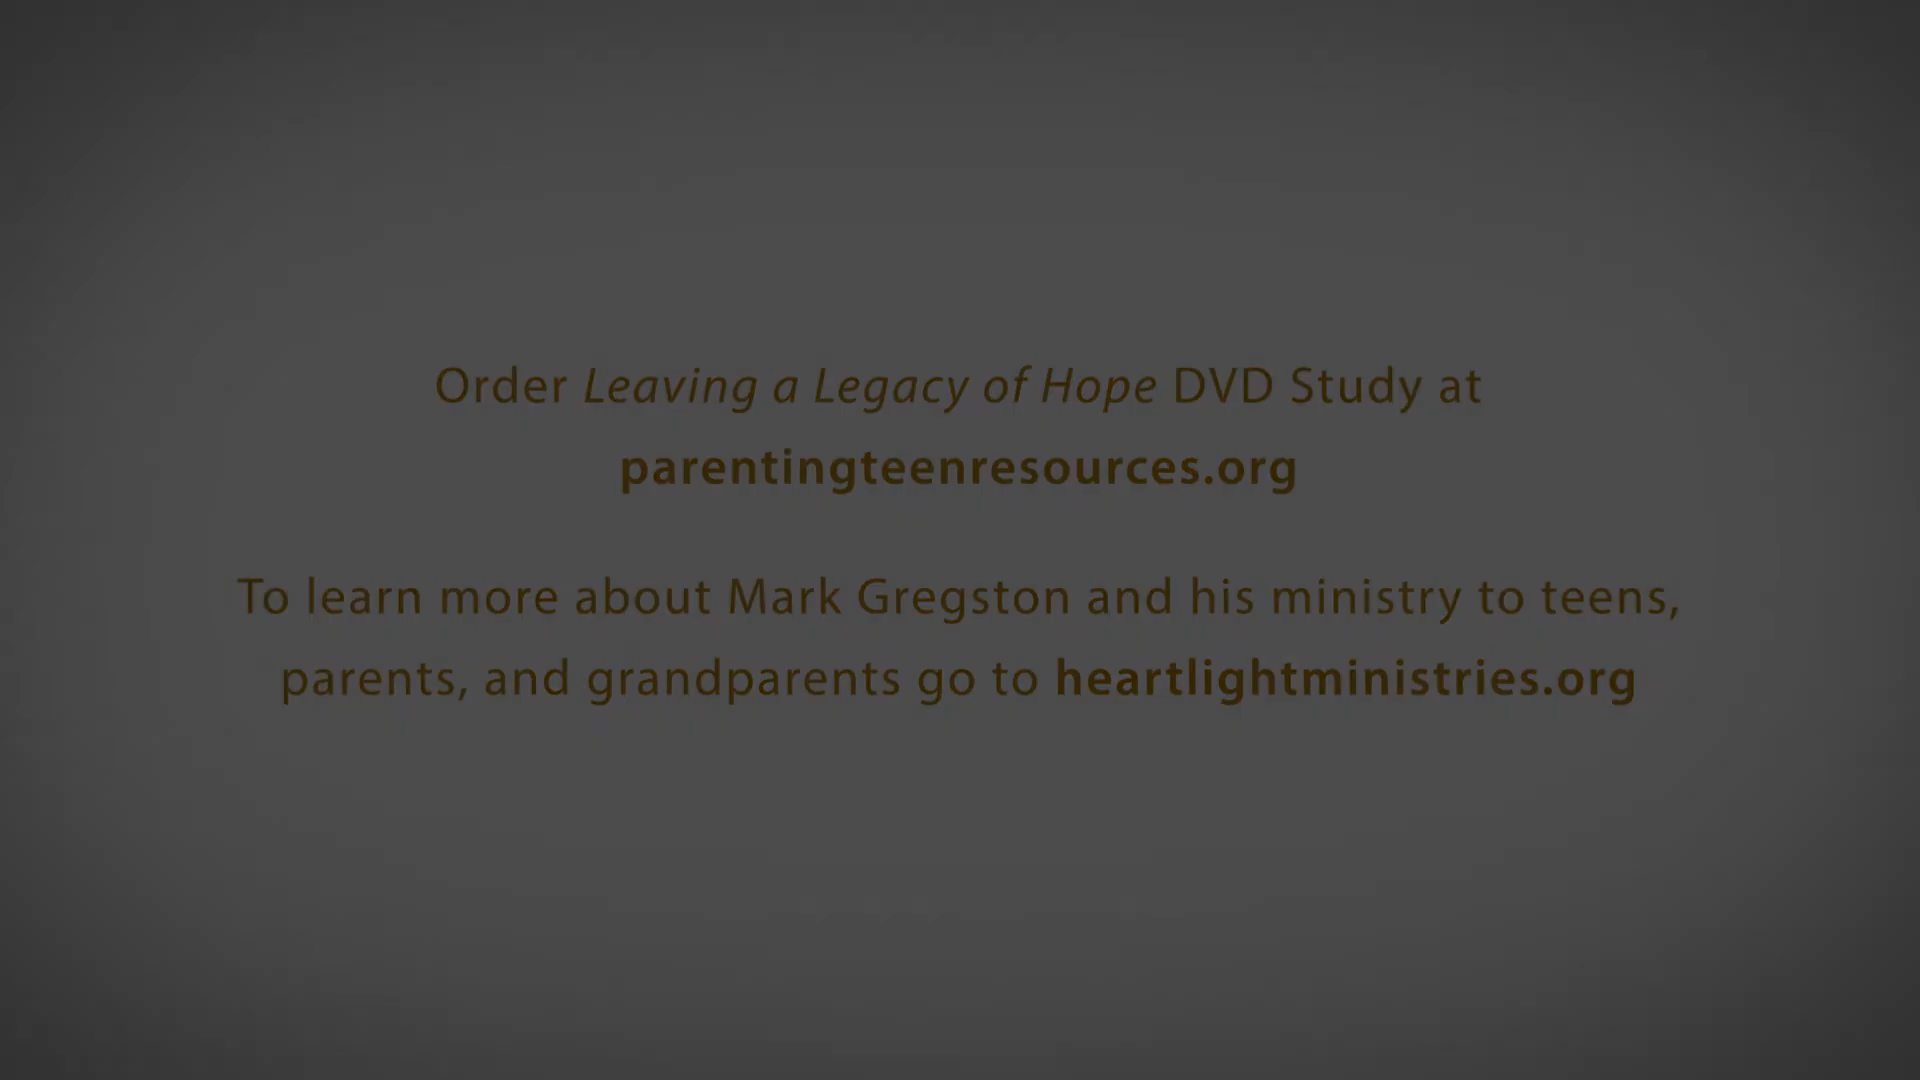 Order Leaving a Legacy of Hope DVD Study at
parentingteenresources.org
To learn more about Mark Gregston and his ministry to teens,
parents, and grandparents go to heartlightministries.org